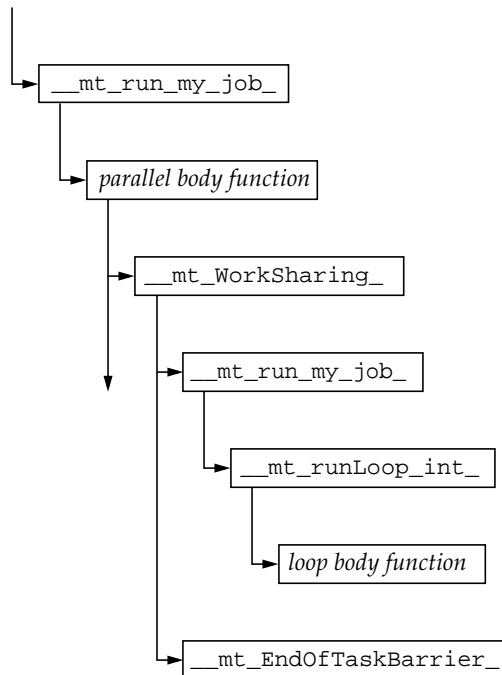 __mt_run_my_job_
parallel body function
__mt_WorkSharing_
__mt_run_my_job_
__mt_runLoop_int_
loop body function
__mt_EndOfTaskBarrier_